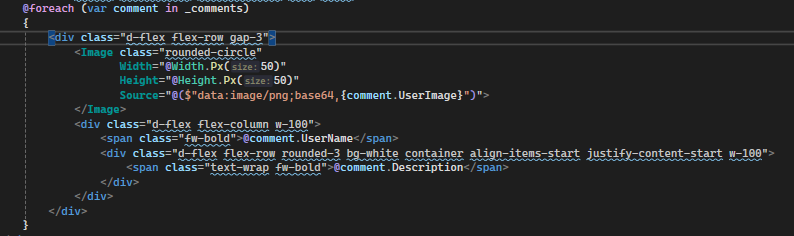 @foreach (var comment in _comments)
{
<div class="d-flex flex-row gap-3">
<Image class="rounded-circle"
Width="@Width.Px(size: 50)"
Height="@Height.Px(size: 50)"
Source="@($"data:image/png;base64,{comment.UserImage}")">
</Image>
<div class="d-flex flex-column w-100">
<span class="fw-bold">@comment.UserName</span>
<div class="d-flex flex-row rounded-3 bg-white container align-items-start justify-content-start w-100">
<span class="text-wrap fw-bold">@comment.Description</span>
</div>
</div>
</div>
}